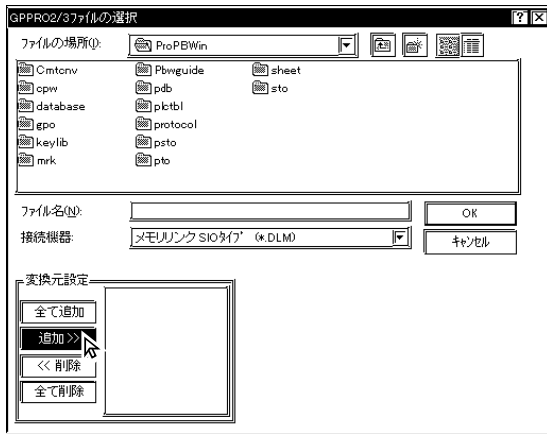 GPPRO2/3ファイルの選択
ファイルの場所(I):
ProPBWin
Cmtcnv
Pbwguide
sheet
cpw
pdb
sto
database
plctbl
gpo
protocol
keylib
psto
mrk
pto
ファイル名(N):
OK
接続機器:
メモリリンク SIOタイプ (*.DLM)
キャンセル
変換元設定
全て追加
追加 >>
<< 削除
全て削除